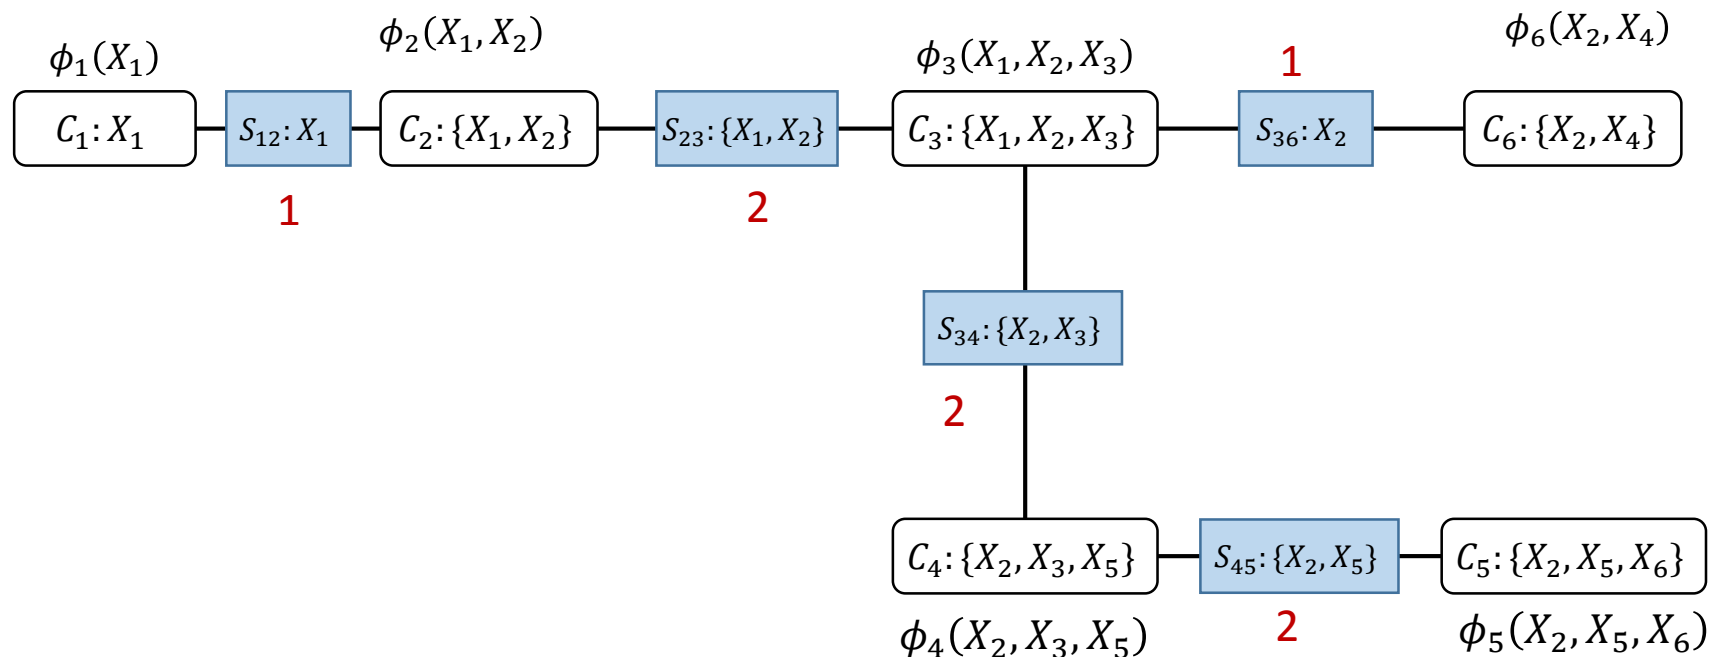 ϕ₁(X₁)
ϕ₂(X₁, X₂)
ϕ₃(X₁, X₂, X₃)
1
ϕ₆(X₂, X₄)
C₁: X₁
S₁₂: X₁
C₂: {X₁, X₂}
S₂₃: {X₁, X₂}
C₃: {X₁, X₂, X₃}
S₃₆: X₂
C₆: {X₂, X₄}
1
2
S₃₄: {X₂, X₃}
2
C₄: {X₂, X₃, X₅}
S₄₅: {X₂, X₅}
C₅: {X₂, X₅, X₆}
ϕ₄(X₂, X₃, X₅)
2
ϕ₅(X₂, X₅, X₆)